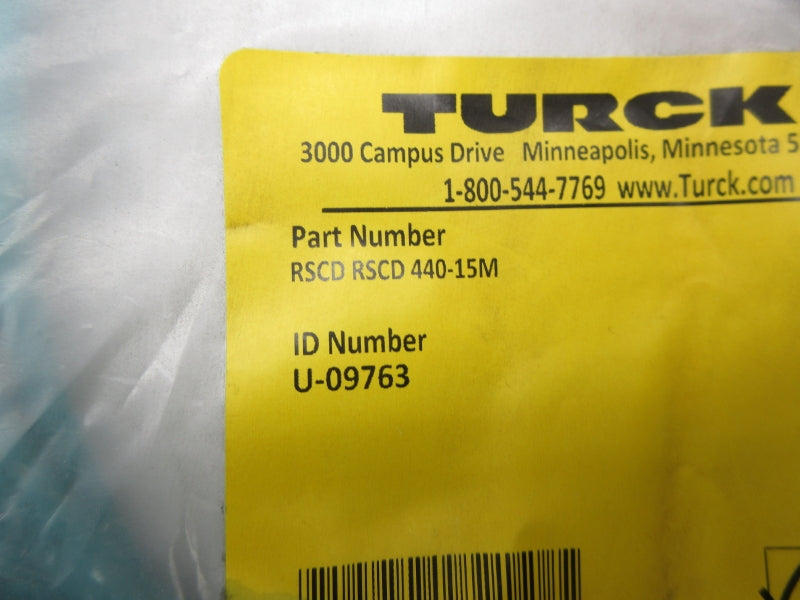 TURCK
3000 Campus Drive Minneapolis, Minnesota 5
1-800-544-7769 www.Turck.com
Part Number
RSCD RSCD 440-15M
ID Number
U-09763